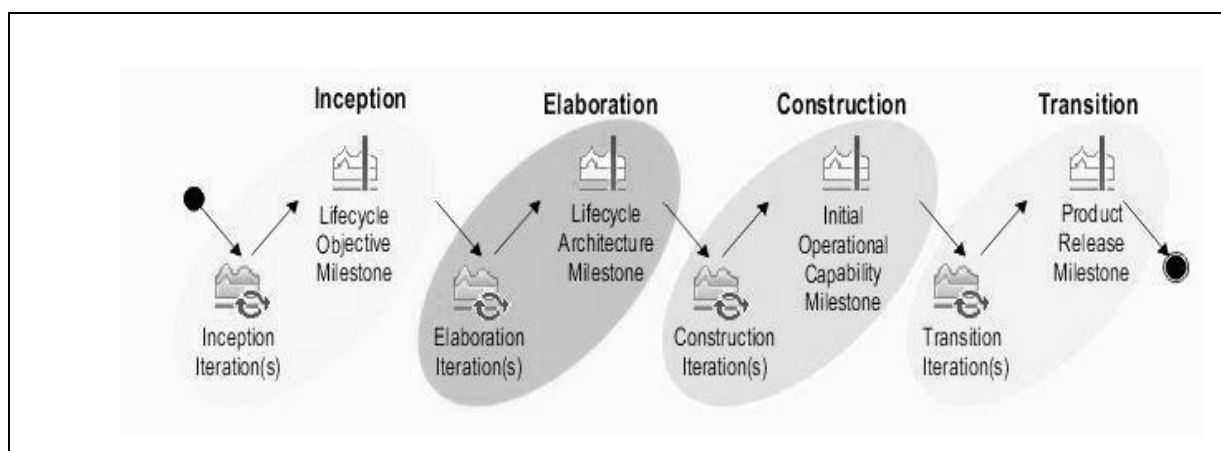 Inception
Lifecycle
Objective
Milestone
Inception
Iteration(s)
Elaboration
Lifecycle
Architecture
Milestone
Elaboration
Iteration(s)
Construction
Initial
Operational
Capability
Milestone
Construction
Iteration(s)
Transition
Product
Release
Milestone
Transition
Iteration(s)